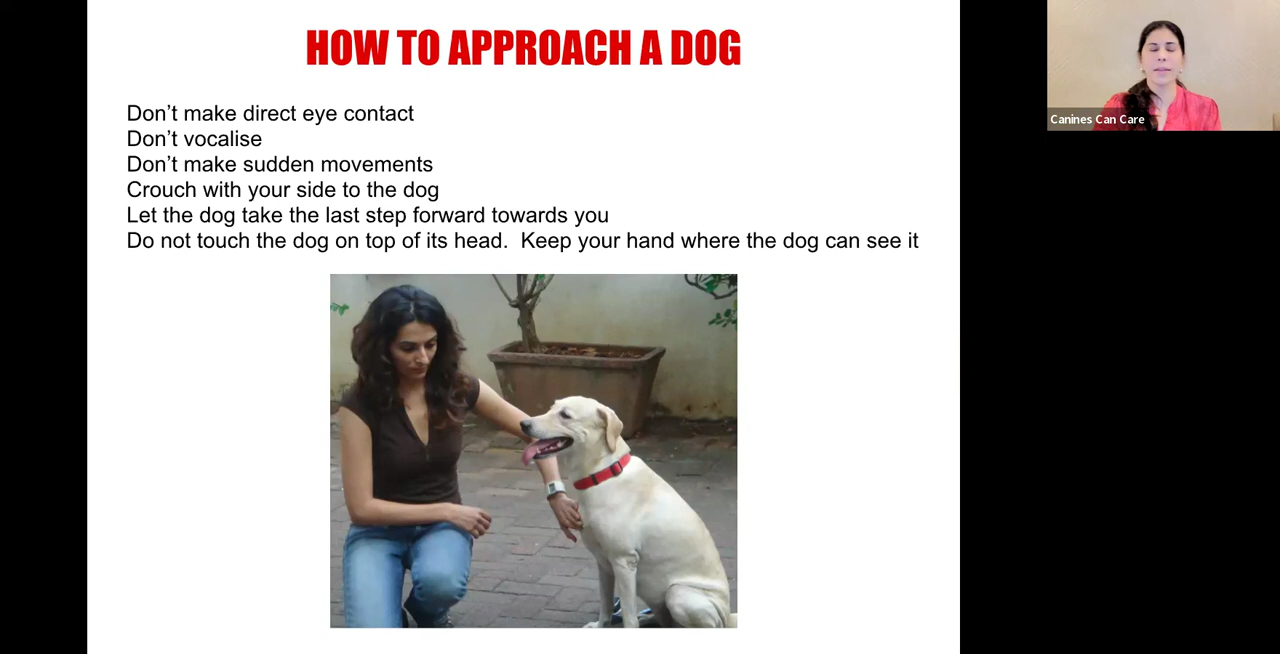 HOW TO APPROACH A DOG
Don’t make direct eye contact
Don’t vocalise
Don’t make sudden movements
Crouch with your side to the dog
Let the dog take the last step forward towards you
Do not touch the dog on top of its head.  Keep your hand where the dog can see it
Canines Can Care